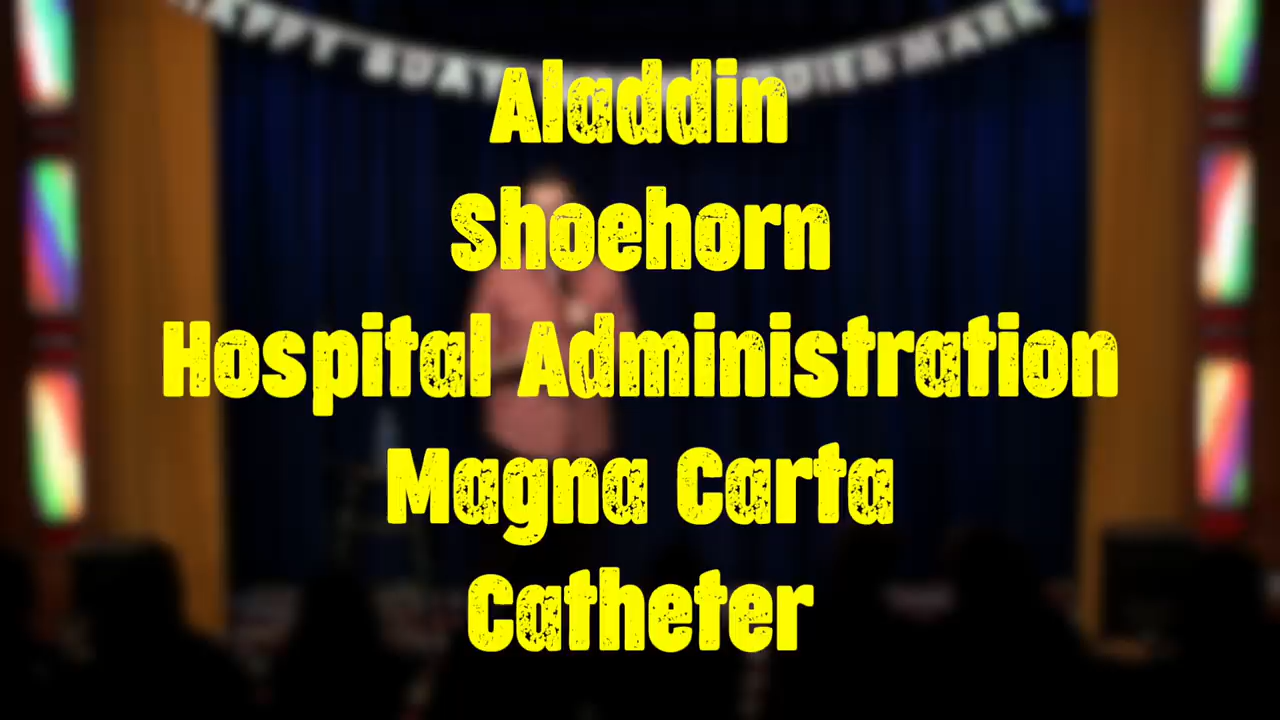 Aladdin
Shoehorn
Hospital Administration
Magna Carta
Catheter